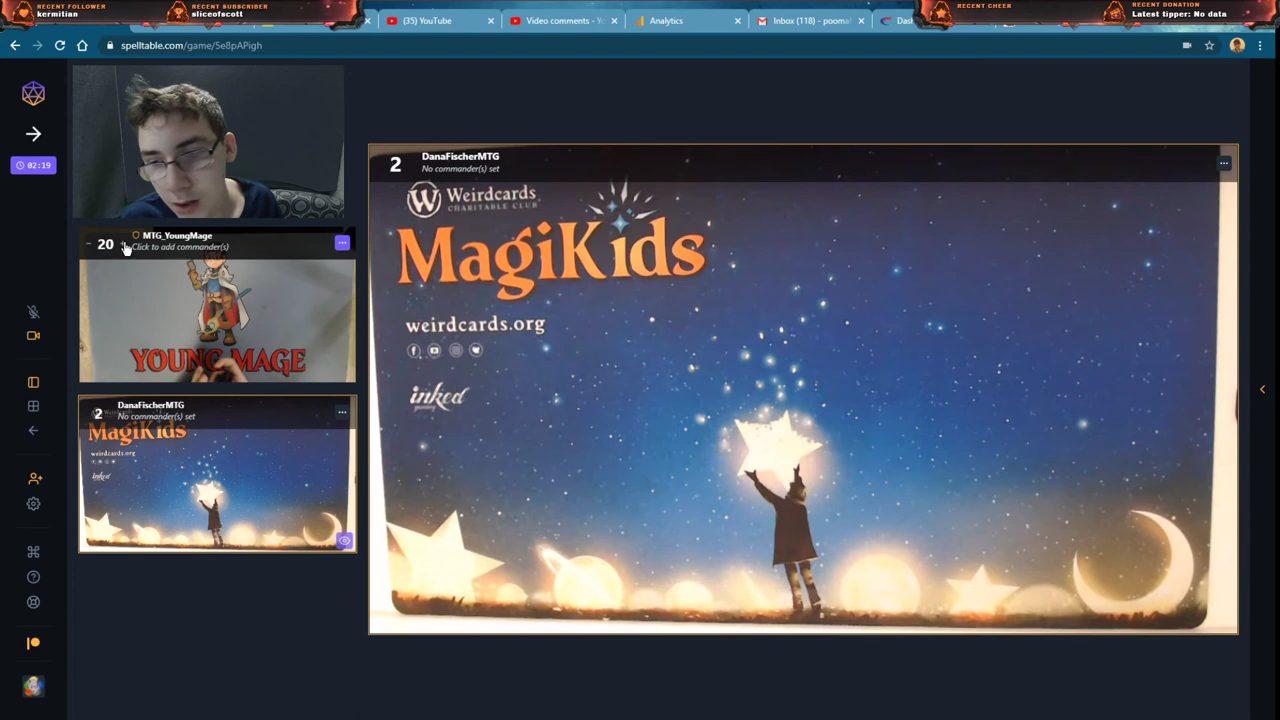 RECENT FOLLOWER
kermitian
RECENT SUBSCRIBER
sliceofscott
RECENT CHEER
RECENT DONATION
Latest tipper: No data
(35) YouTube
Video comments - Y
Analytics
Inbox (118) - pooma
Das
spelltable.com/game/5e8pAPigh
02:19
20
MTG_YoungMage
Click to add commander(s)
YOUNG MAGE
2
DanaFischerMTG
No commander(s) set
MagiKids
weirdcards.org
inked
2
DanaFischerMTG
No commander(s) set
W
Weirdcards
CHARITABLE CLUB
MagiKids
weirdcards.org
inked